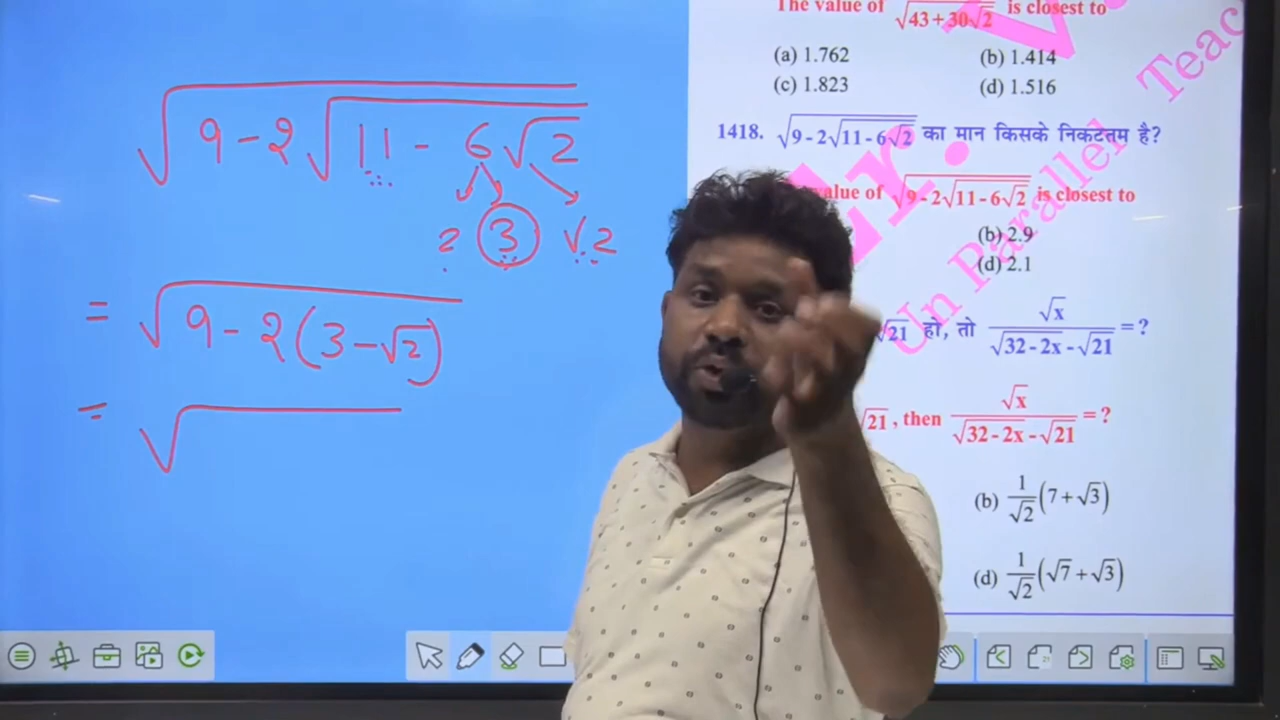 √(9 - 2√(11 - 6√2))
2 3 √2
= √(9 - 2(3 - √2))
= √
The value of √(43 + 30√2) is closest to
(a) 1.762 (b) 1.414
(c) 1.823 (d) 1.516
1418. √(9 - 2√(11 - 6√2)) का मान किसके निकटतम है?
value of √(9 - 2√(11 - 6√2)) is closest to
(b) 2.9
(d) 2.1
√21 हो, तो √x / (√(32 - 2x) - √21) = ?
√21, then √x / (√(32 - 2x) - √21) = ?
(b) 1/√2 (7 + √3)
(d) 1/√2 (√7 + √3)
Er. V
Un Parallel
Teac